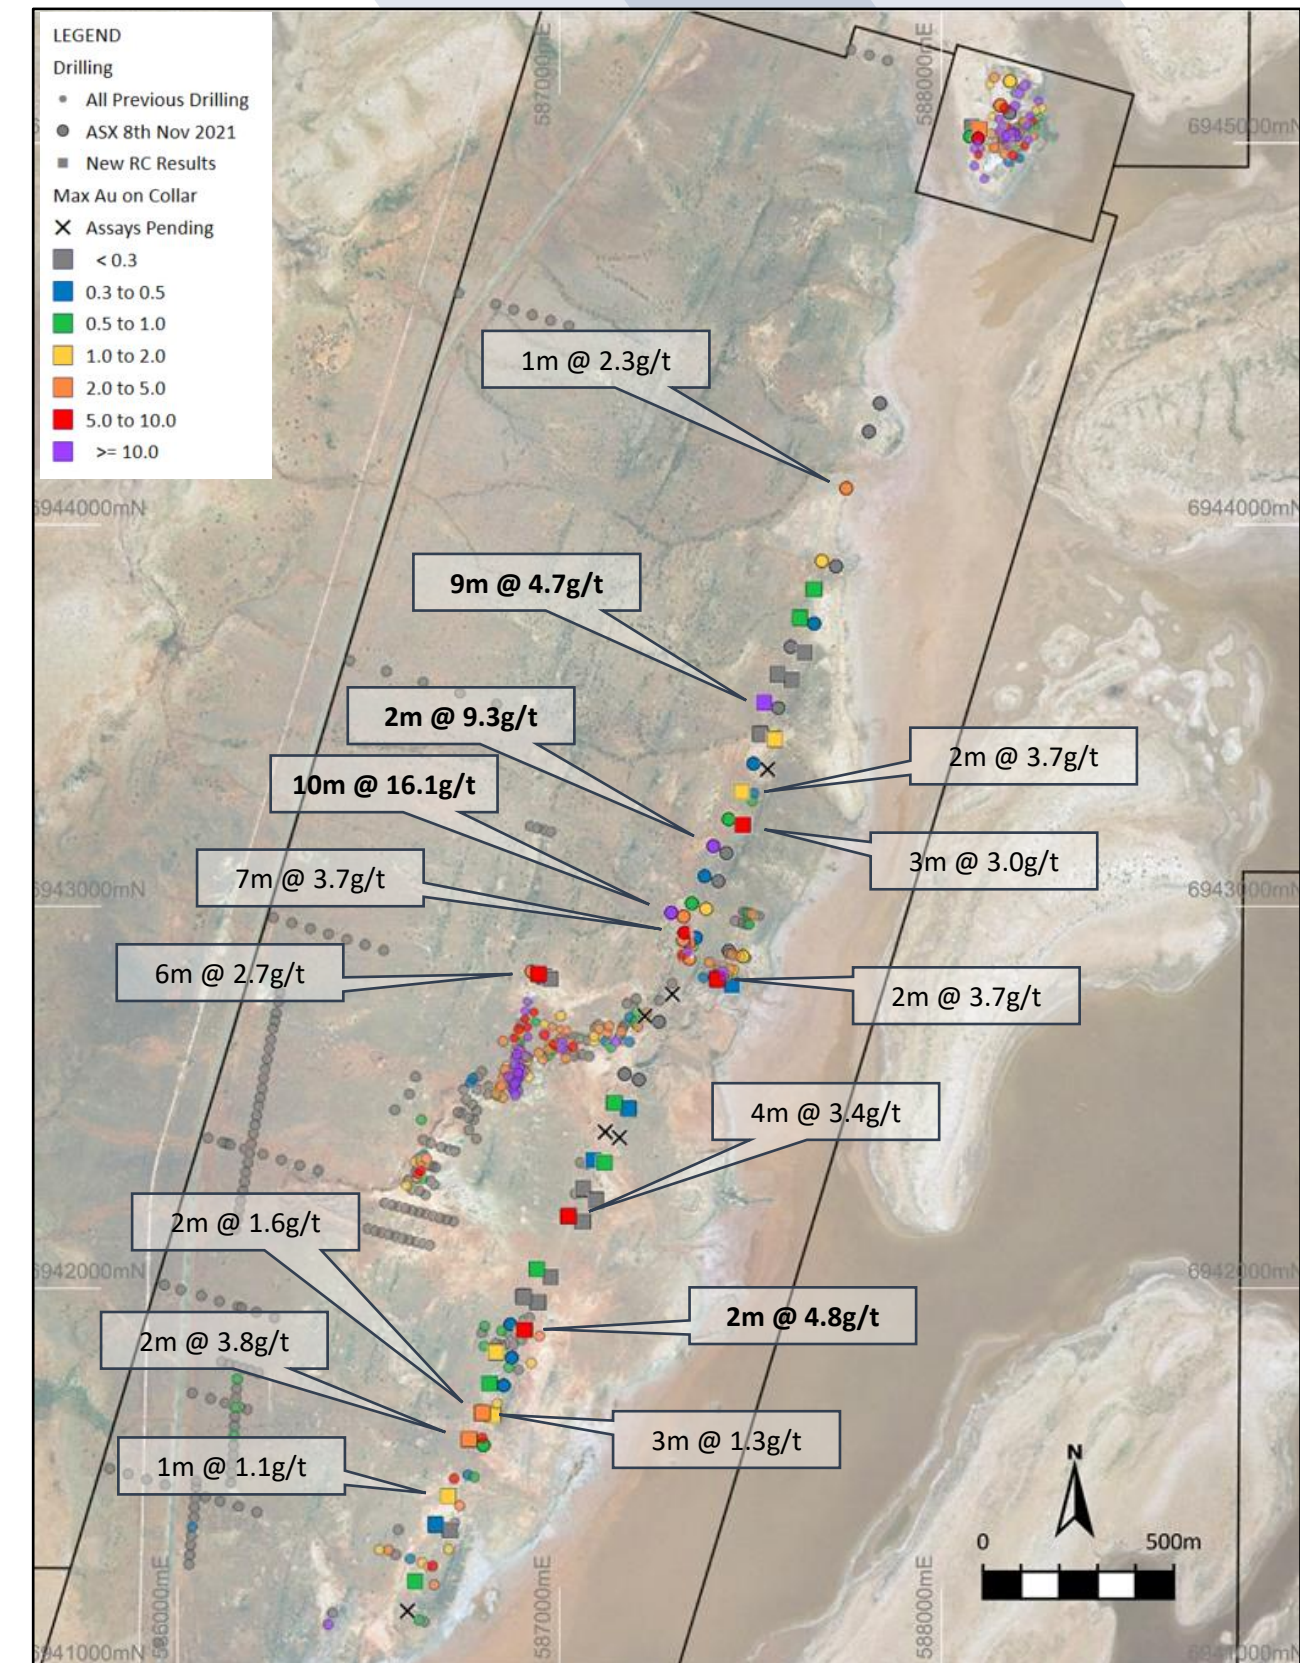 LEGEND
Drilling
All Previous Drilling
ASX 8th Nov 2021
New RC Results
Max Au on Collar
Assays Pending
< 0.3
0.3 to 0.5
0.5 to 1.0
1.0 to 2.0
2.0 to 5.0
5.0 to 10.0
>= 10.0
587000mE
588000mE
6945000mN
1m @ 2.3g/t
6944000mN
6944000mN
9m @ 4.7g/t
2m @ 9.3g/t
2m @ 3.7g/t
10m @ 16.1g/t
3m @ 3.0g/t
7m @ 3.7g/t
6943000mN
6943000mN
6m @ 2.7g/t
2m @ 3.7g/t
4m @ 3.4g/t
2m @ 1.6g/t
6942000mN
6942000mN
2m @ 4.8g/t
2m @ 3.8g/t
3m @ 1.3g/t
1m @ 1.1g/t
N
0
500m
586000mE
587000mE
588000mE
6941000mN
6941000mN